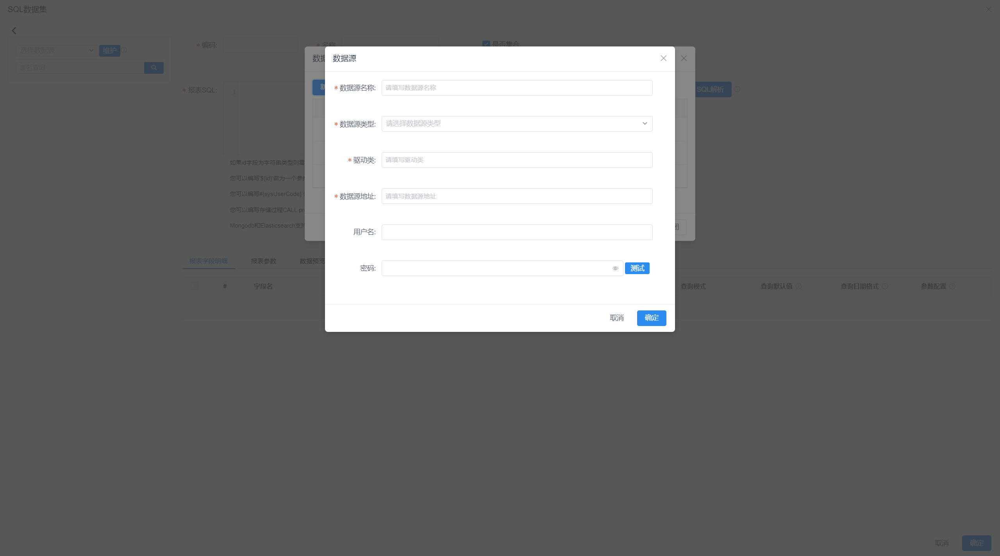 SQL数据集
选择数据源
维护
表名查询
* 编码:
* 名称
是否集合
* 报表SQL:
1
SQL解析
如果id字段为字符串类型则需
您可以编写'${id}'做为一个参数
您可以编写#{sysUserCode}
您可以编写存储过程CALL pr
Mongodb和Elasticsearch支持
数据
新
数据源
* 数据源名称:
请填写数据源名称
* 数据源类型:
请选择数据源类型
* 驱动类:
请填写驱动类
* 数据源地址:
请填写数据源地址
用户名:
密码:
测试
取消
确定
闭
报表字段明细
报表参数
数据预览
#
字段名
查询模式
查询默认值
查询日期格式
参数配置
取消
确定